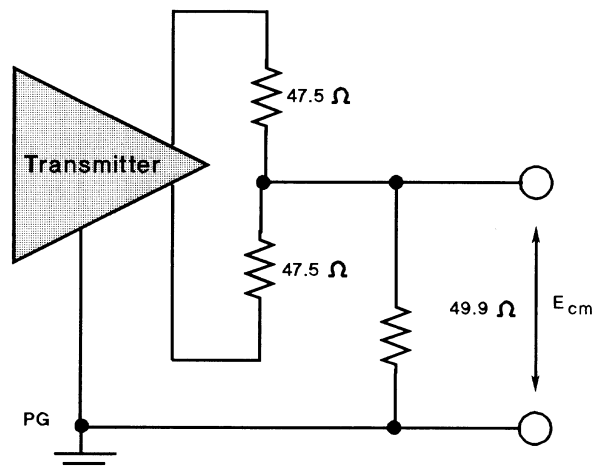 47.5 Ω
Transmitter
47.5 Ω
49.9 Ω
E cm
PG